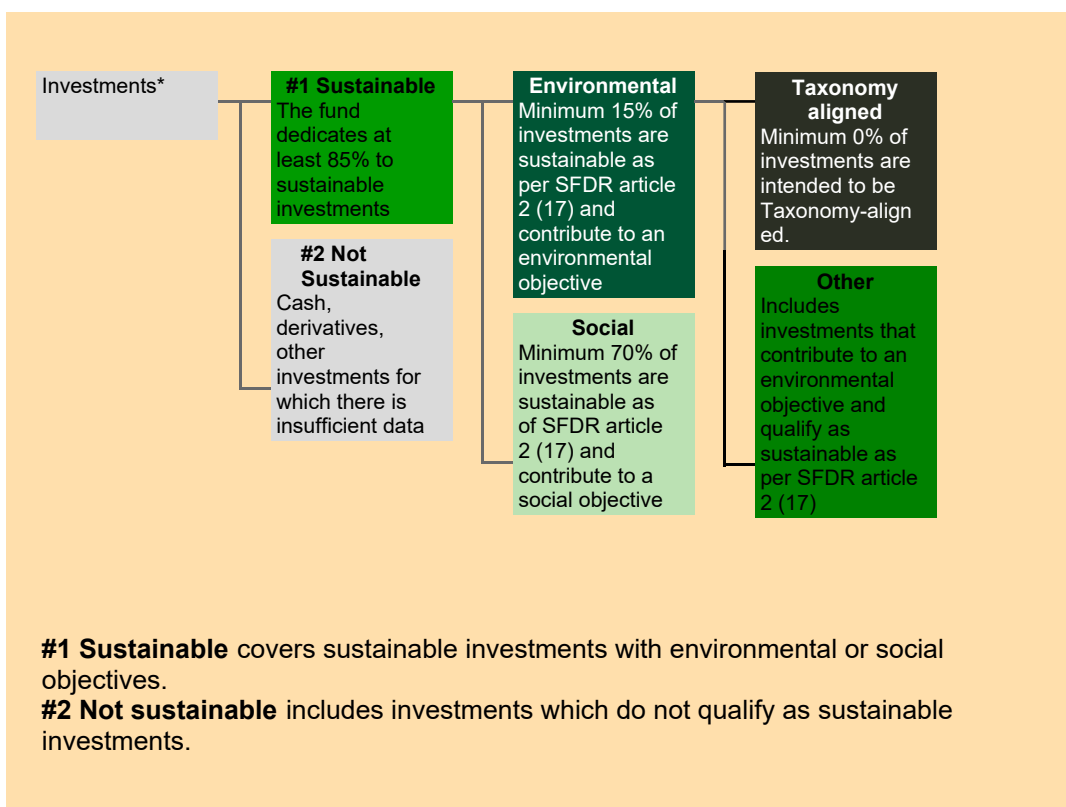 Investments*
#1 Sustainable
The fund
dedicates at
least 85% to
sustainable
investments
#2 Not
Sustainable
Cash,
derivatives,
other
investments for
which there is
insufficient data
Environmental
Minimum 15% of
investments are
sustainable as
per SFDR article
2 (17) and
contribute to an
environmental
objective
Social
Minimum 70% of
investments are
sustainable as
of SFDR article
2 (17) and
contribute to a
social objective
Taxonomy
aligned
Minimum 0% of
investments are
intended to be
Taxonomy-align
ed.
Other
Includes
investments that
contribute to an
environmental
objective and
qualify as
sustainable as
per SFDR article
2 (17)
#1 Sustainable covers sustainable investments with environmental or social
objectives.
#2 Not sustainable includes investments which do not qualify as sustainable
investments.